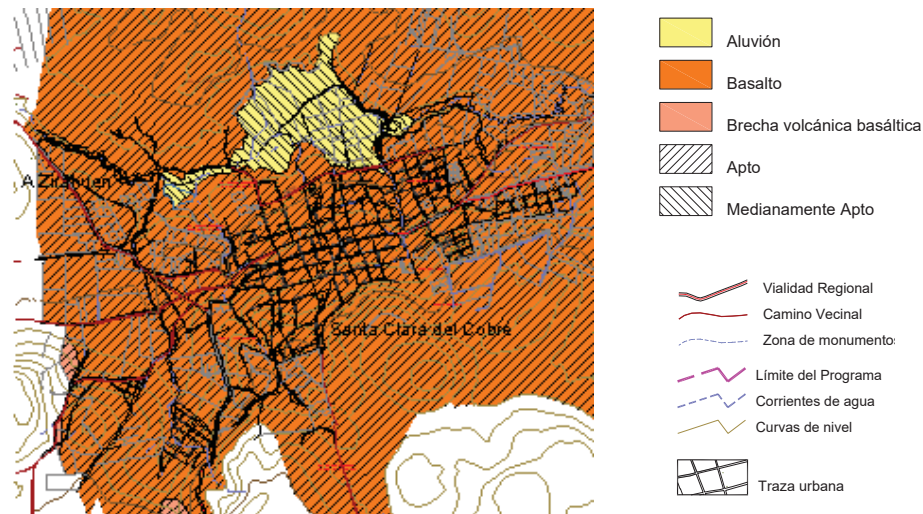 Aluvión
Basalto
Brecha volcánica basáltica
Apto
Medianamente Apto
Vialidad Regional
Camino Vecinal
Zona de monumentos
Límite del Programa
Corrientes de agua
Curvas de nivel
Traza urbana
A Zirahuen
Santa Clara del Cobre